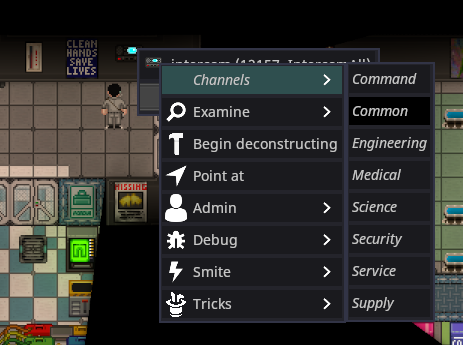 CLEAN
HANDS
SAVE
LIVES
intercom (12157, IntercomAll)
Channels
Examine
Begin deconstructing
Point at
Admin
Debug
Smite
Tricks
Command
Common
Engineering
Medical
Science
Security
Service
Supply
MISSING